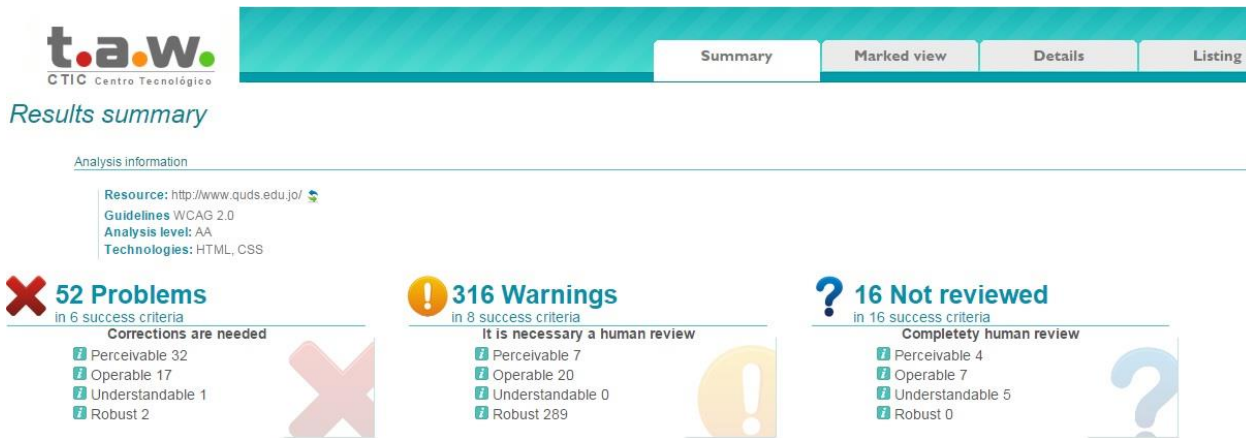 t.a.w.
CTIC Centro Tecnológico
Summary
Marked view
Details
Listing
Results summary
Analysis information
Resource: http://www.quds.edu.jo/
Guidelines WCAG 2.0
Analysis level: AA
Technologies: HTML, CSS
52 Problems
in 6 success criteria
Corrections are needed
Perceivable 32
Operable 17
Understandable 1
Robust 2
316 Warnings
in 8 success criteria
It is necessary a human review
Perceivable 7
Operable 20
Understandable 0
Robust 289
16 Not reviewed
in 16 success criteria
Completety human review
Perceivable 4
Operable 7
Understandable 5
Robust 0